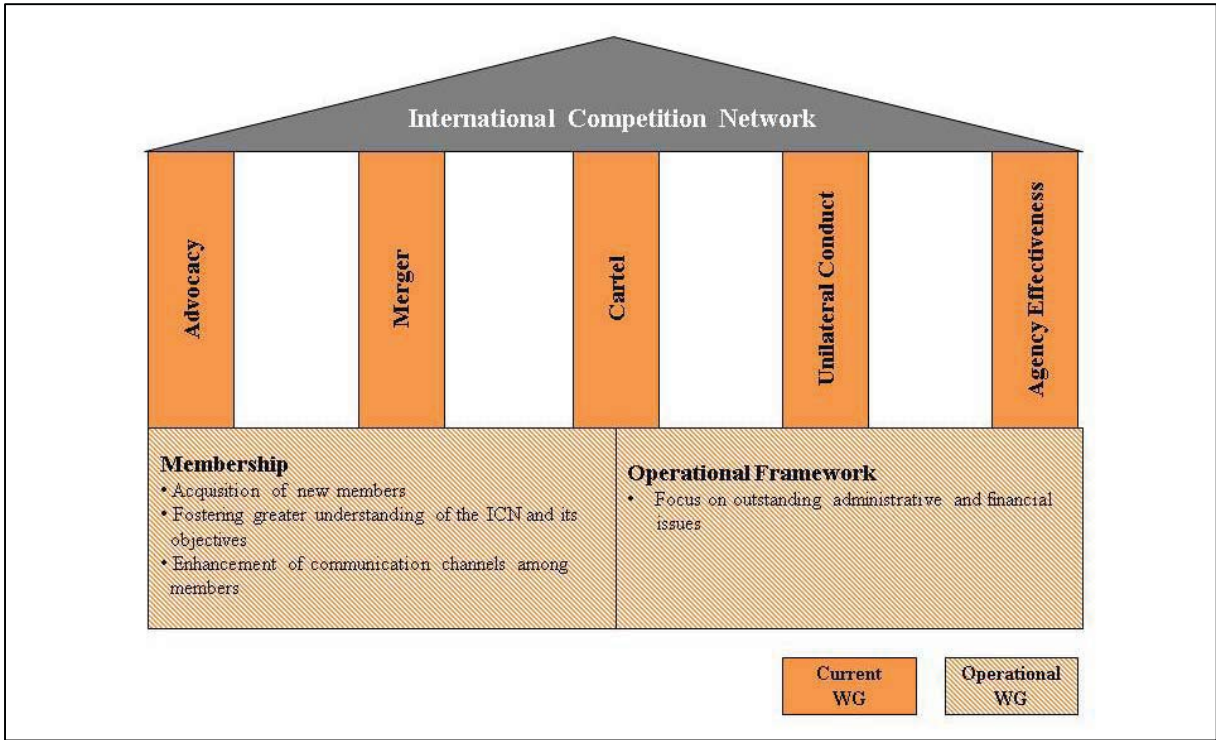 International Competition Network
Advocacy
Merger
Cartel
Unilateral Conduct
Agency Effectiveness
Membership
• Acquisition of new members
• Fostering greater understanding of the ICN and its
objectives
• Enhancement of communication channels among
members
Operational Framework
• Focus on outstanding administrative and financial
issues
Current
WG
Operational
WG